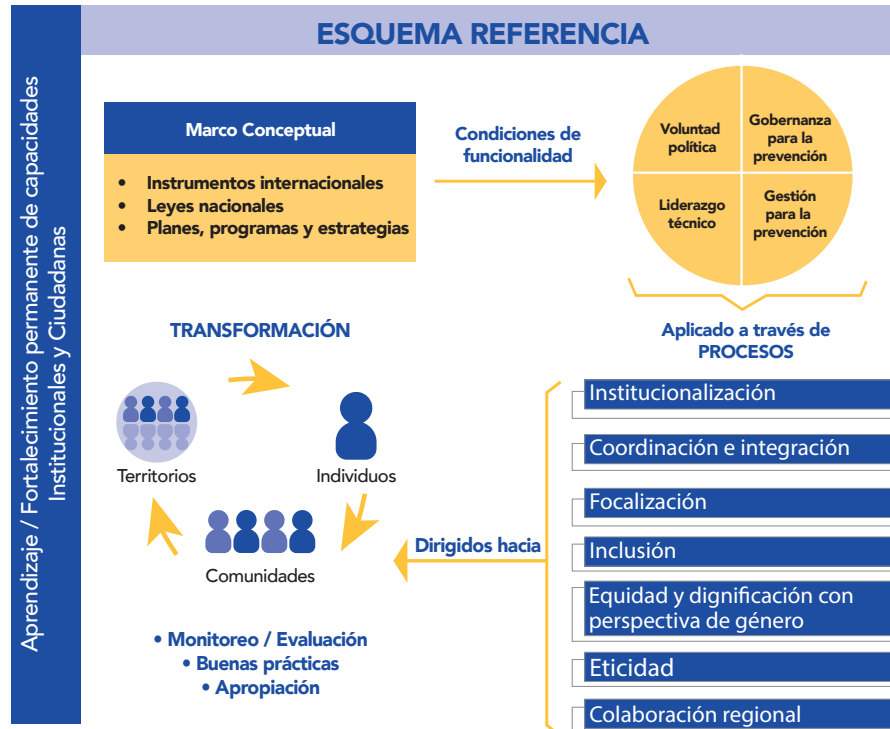 ESQUEMA REFERENCIA
Aprendizaje / Fortalecimiento permanente de capacidades
Institucionales y Ciudadanas
Marco Conceptual
• Instrumentos internacionales
• Leyes nacionales
• Planes, programas y estrategias
Condiciones de
funcionalidad
Voluntad
política
Gobernanza
para la
prevención
Liderazgo
técnico
Gestión
para la
prevención
Aplicado a través de
PROCESOS
Institucionalización
Coordinación e integración
Focalización
Inclusión
Equidad y dignificación con
perspectiva de género
Eticidad
Colaboración regional
Dirigidos hacia
TRANSFORMACIÓN
Territorios
Individuos
Comunidades
• Monitoreo / Evaluación
• Buenas prácticas
• Apropiación